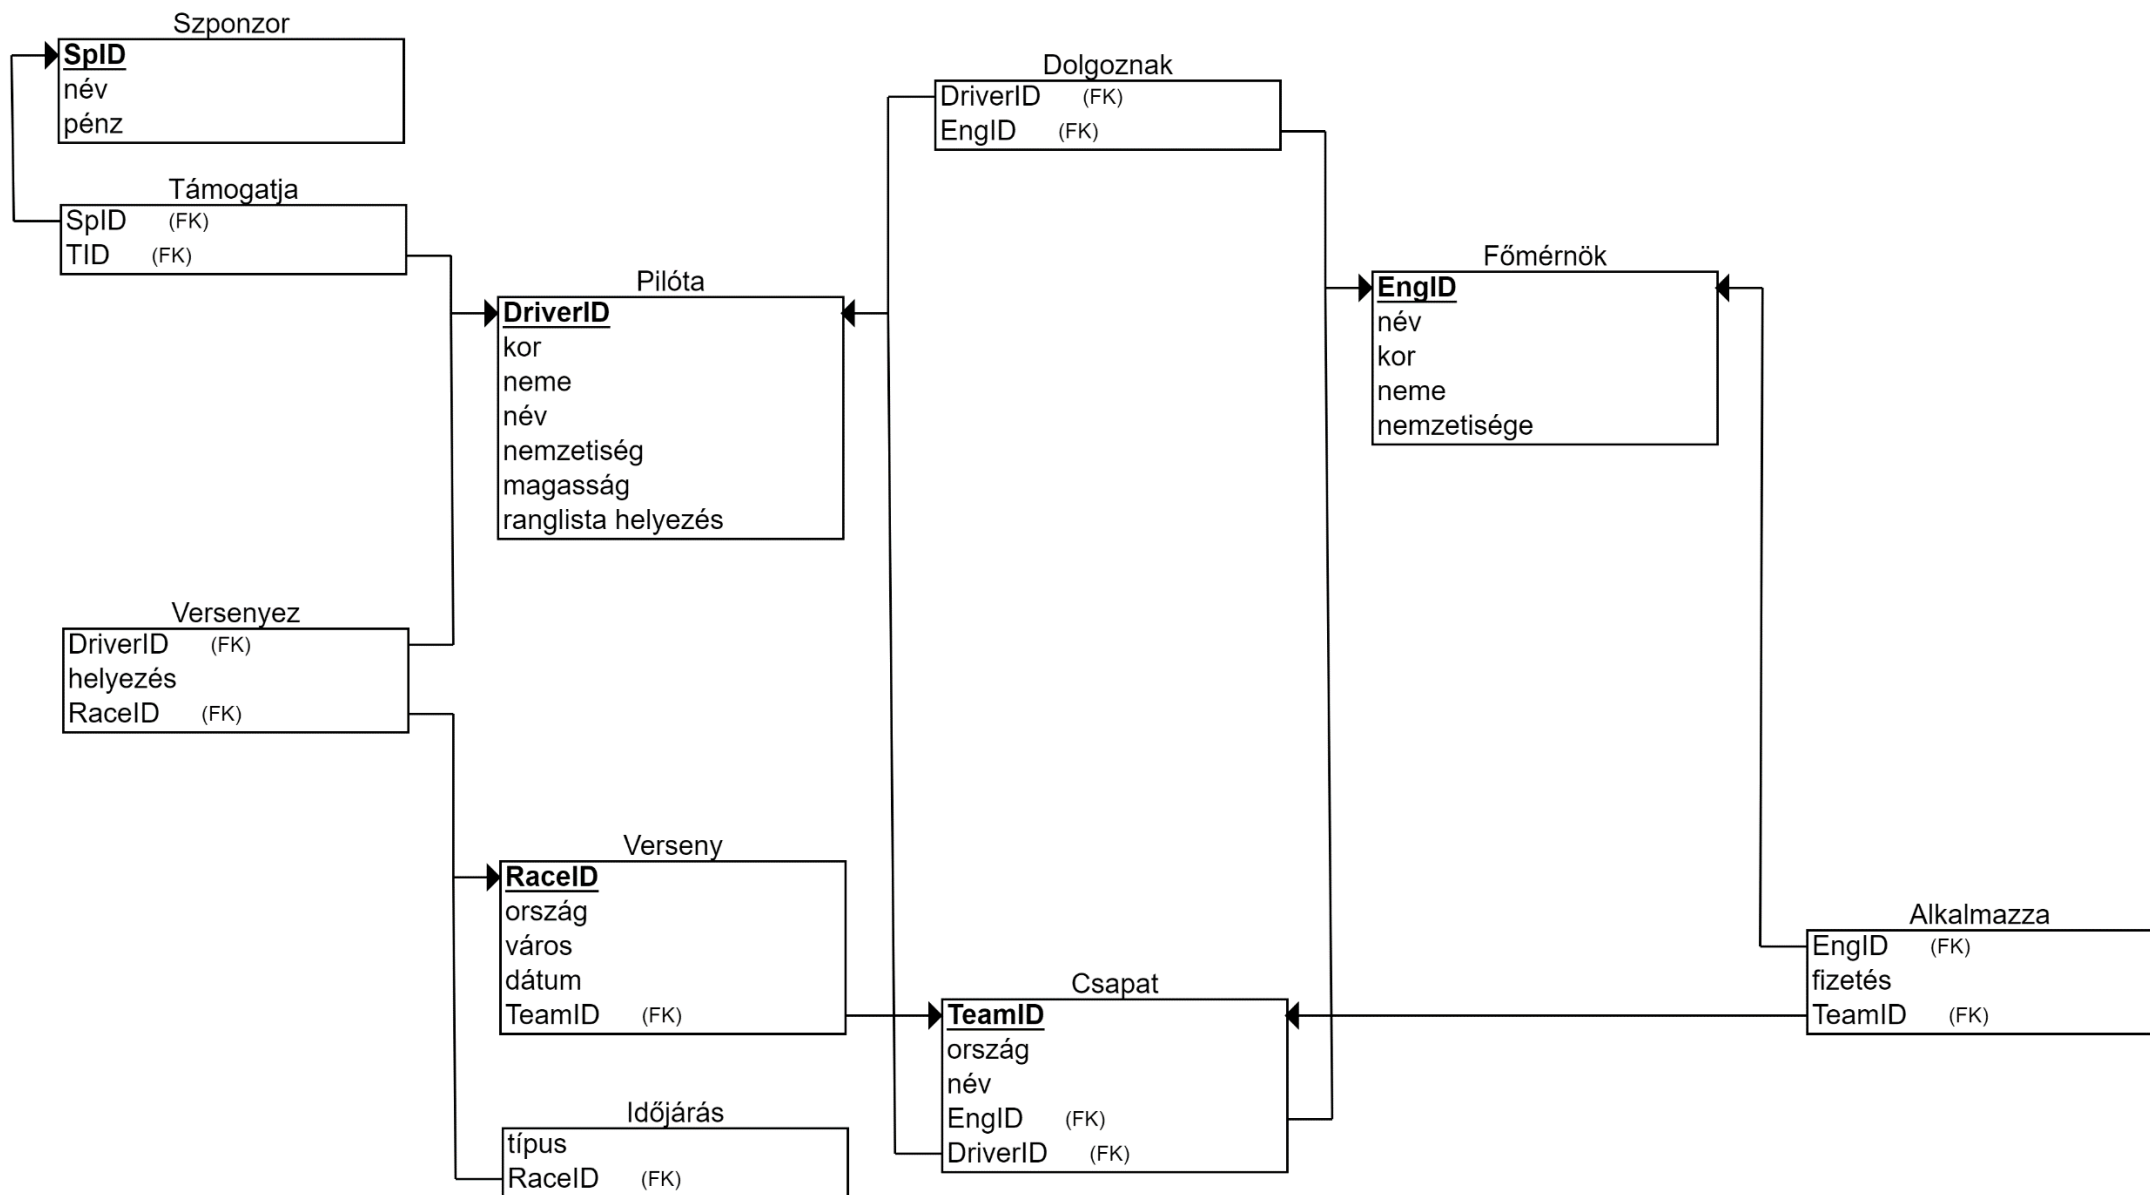 Szponzor
SpID
név
pénz
Támogatja
SpID (FK)
TID (FK)
Versenyez
DriverID (FK)
helyezés
RaceID (FK)
Pilóta
DriverID
kor
neme
név
nemzetiség
magasság
ranglista helyezés
Verseny
RaceID
ország
város
dátum
TeamID (FK)
Időjárás
típus
RaceID (FK)
Dolgoznak
DriverID (FK)
EngID (FK)
Csapat
TeamID
ország
név
EngID (FK)
DriverID (FK)
Főmérnök
EngID
név
kor
neme
nemzetisége
Alkalmazza
EngID (FK)
fizetés
TeamID (FK)